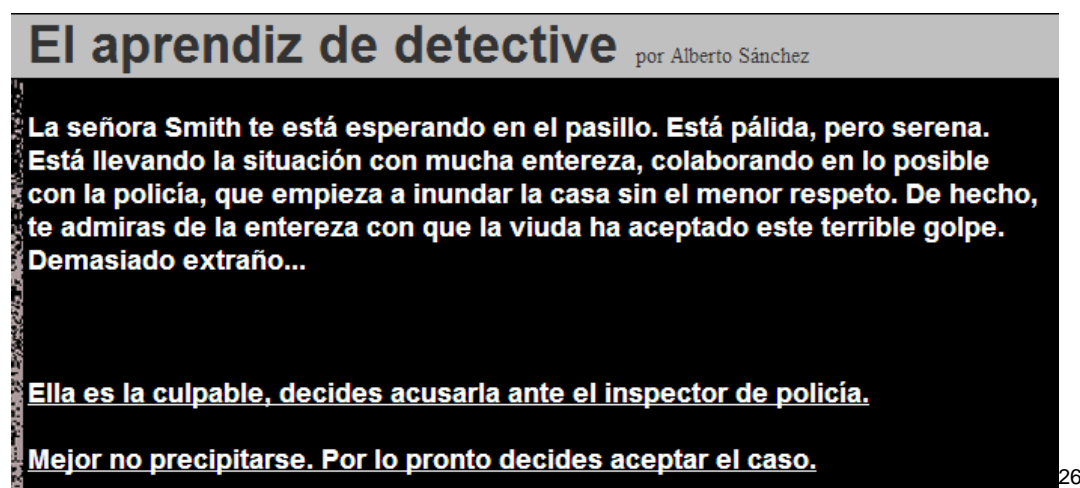 El aprendiz de detective por Alberto Sánchez
La señora Smith te está esperando en el pasillo. Está pálida, pero serena.
Está llevando la situación con mucha entereza, colaborando en lo posible
con la policía, que empieza a inundar la casa sin el menor respeto. De hecho,
te admiras de la entereza con que la viuda ha aceptado este terrible golpe.
Demasiado extraño...
Ella es la culpable, decides acusarla ante el inspector de policía.
Mejor no precipitarse. Por lo pronto decides aceptar el caso.
26